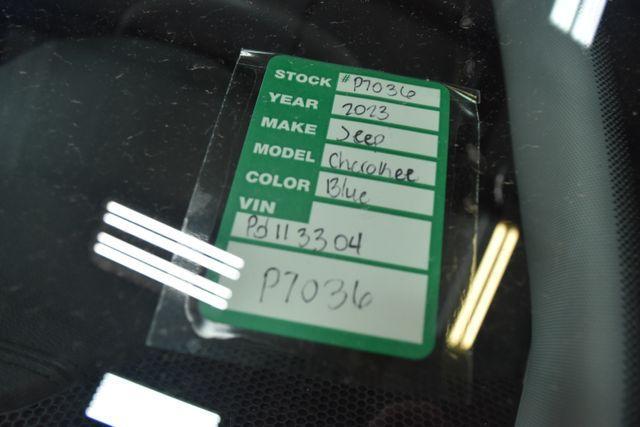 STOCK #P7036
YEAR 2023
MAKE Jeep
MODEL Cherokee
COLOR Blue
VIN
Pd113304
P7036